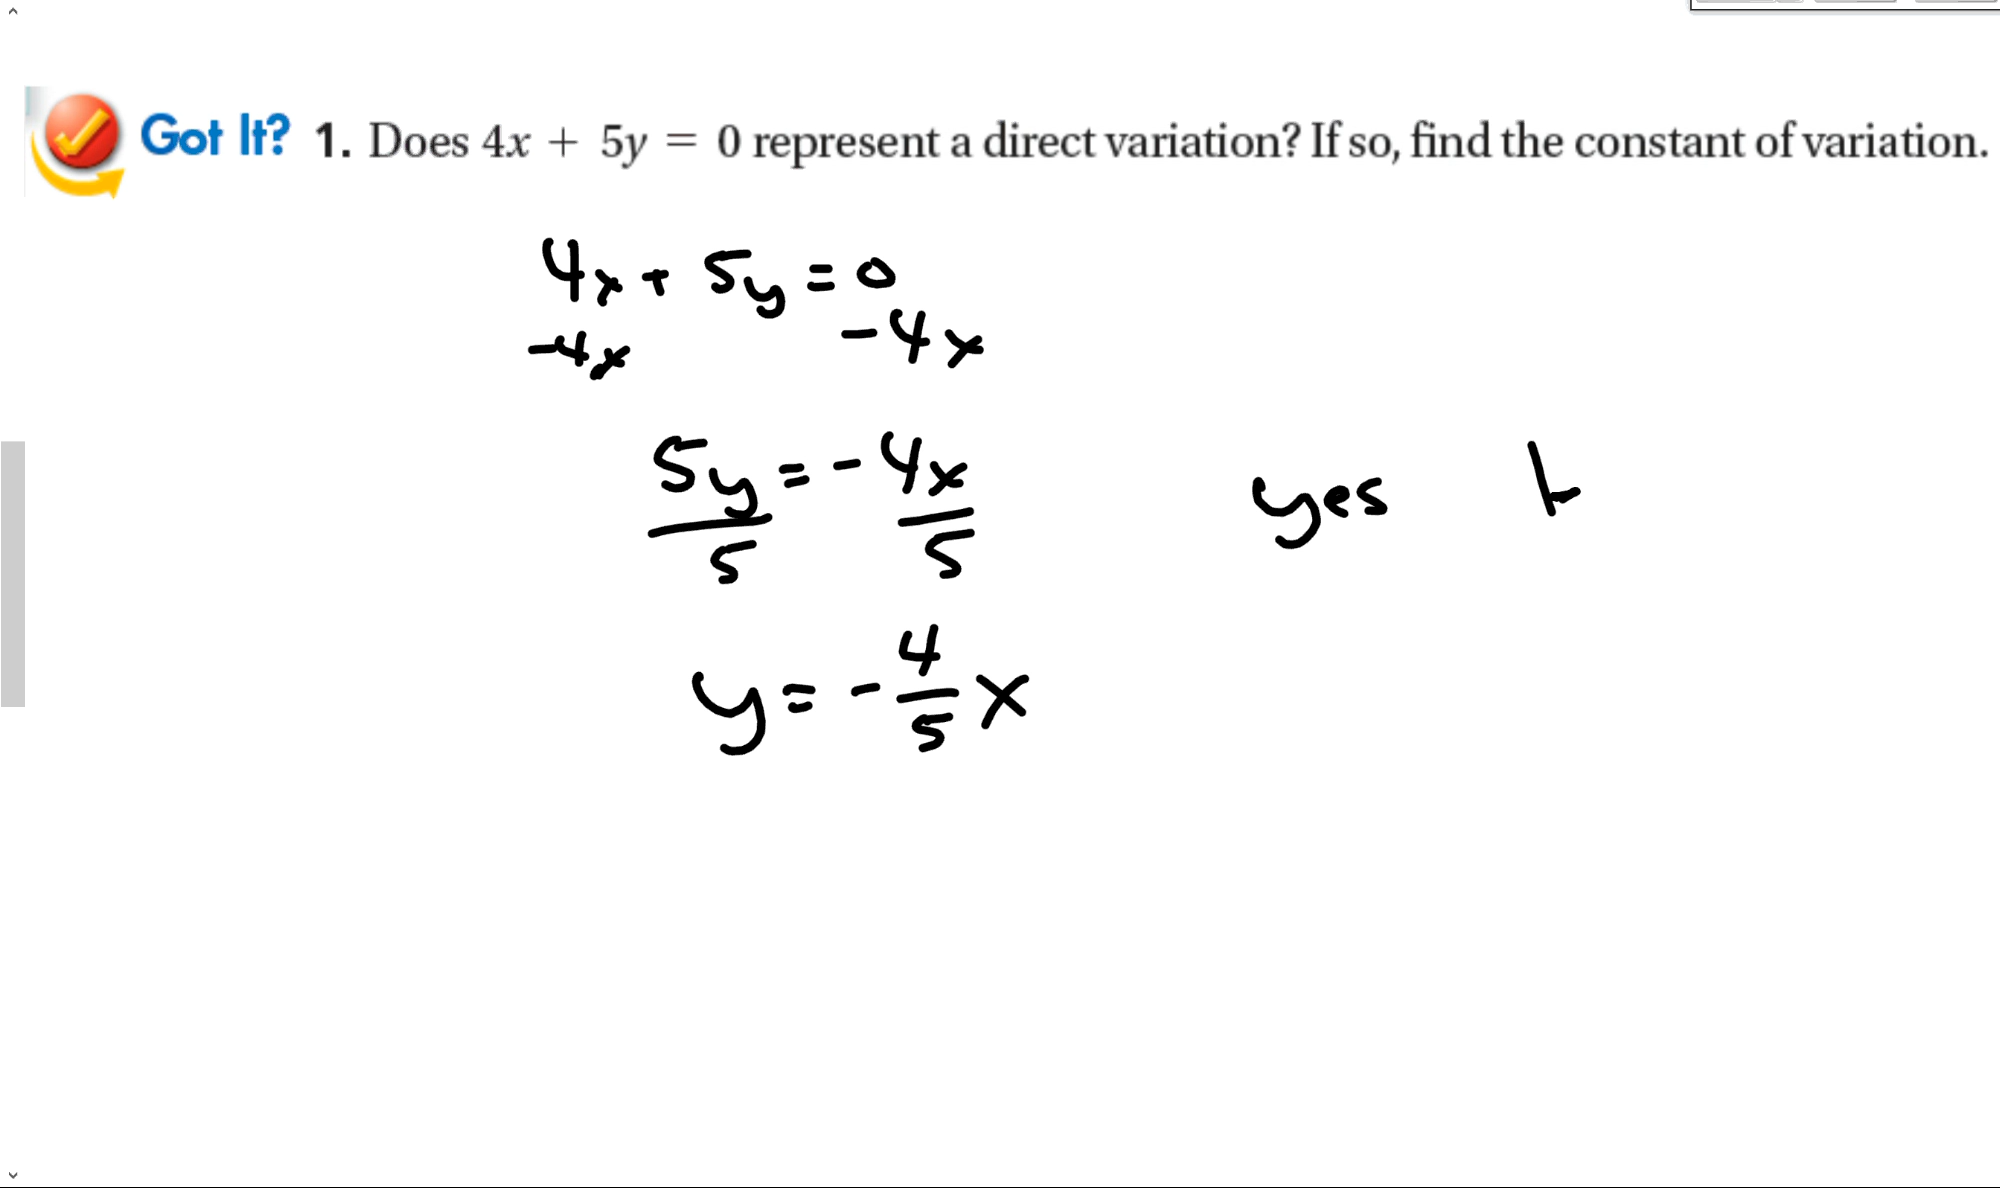 Got It? 1. Does 4x + 5y = 0 represent a direct variation? If so, find the constant of variation.
4x + 5y = 0
-4x -4x
5y = -4x
5 5
yes
y = -4/5 x